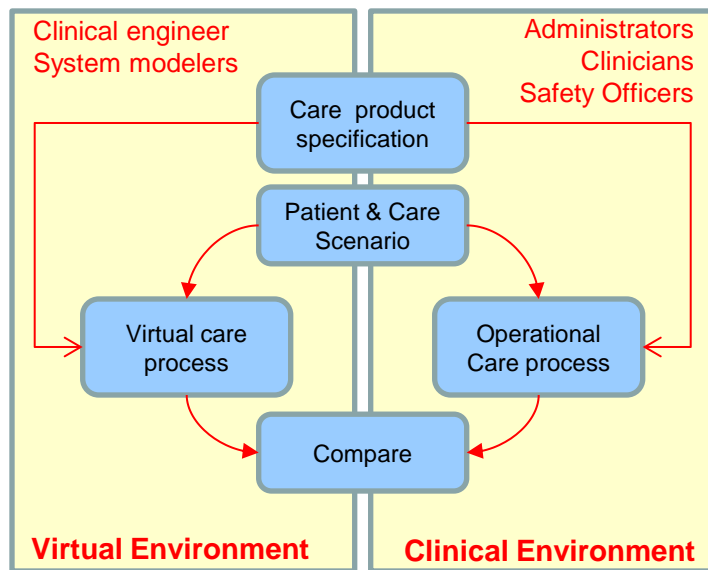 Clinical engineer
System modelers
Administrators
Clinicians
Safety Officers
Care product
specification
Patient & Care
Scenario
Virtual care
process
Operational
Care process
Compare
Virtual Environment
Clinical Environment